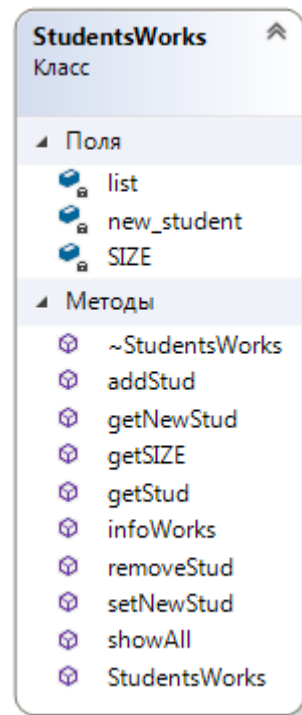 StudentsWorks
Класс
Поля
list
new_student
SIZE
Методы
~StudentsWorks
addStud
getNewStud
getSIZE
getStud
infoWorks
removeStud
setNewStud
showAll
StudentsWorks